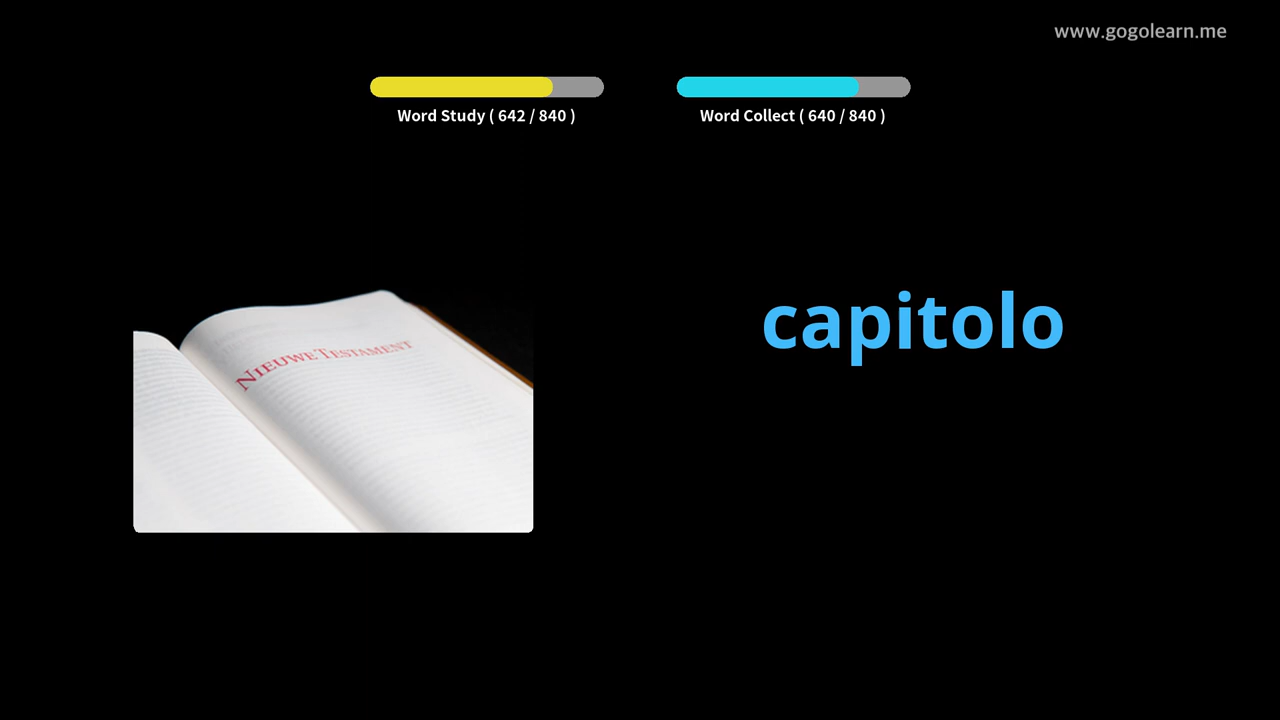 www.gogolearn.me
Word Study ( 642 / 840 )
Word Collect ( 640 / 840 )
capitolo
NIEUWE TESTAMENT